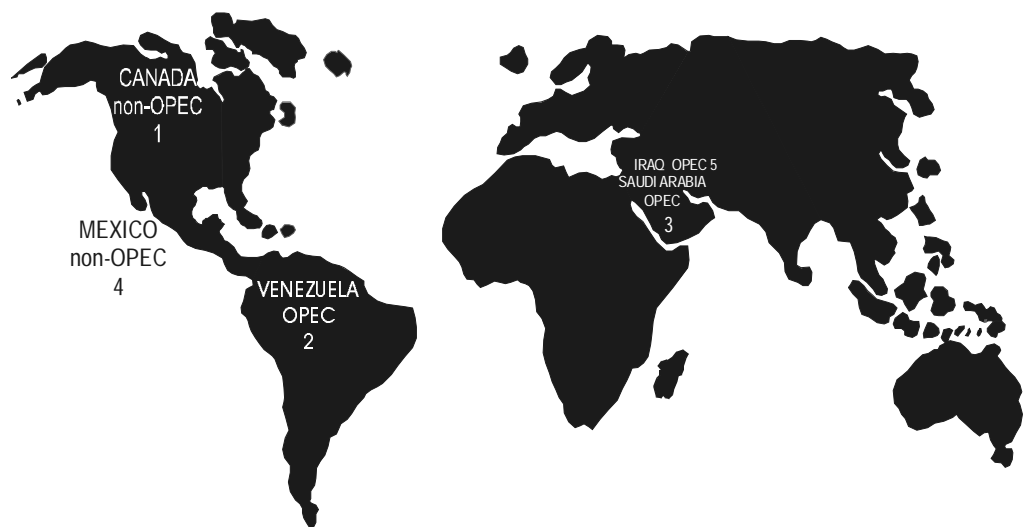 CANADA
non-OPEC
1
MEXICO
non-OPEC
4
VENEZUELA
OPEC
2
IRAQ OPEC 5
SAUDI ARABIA
OPEC
3